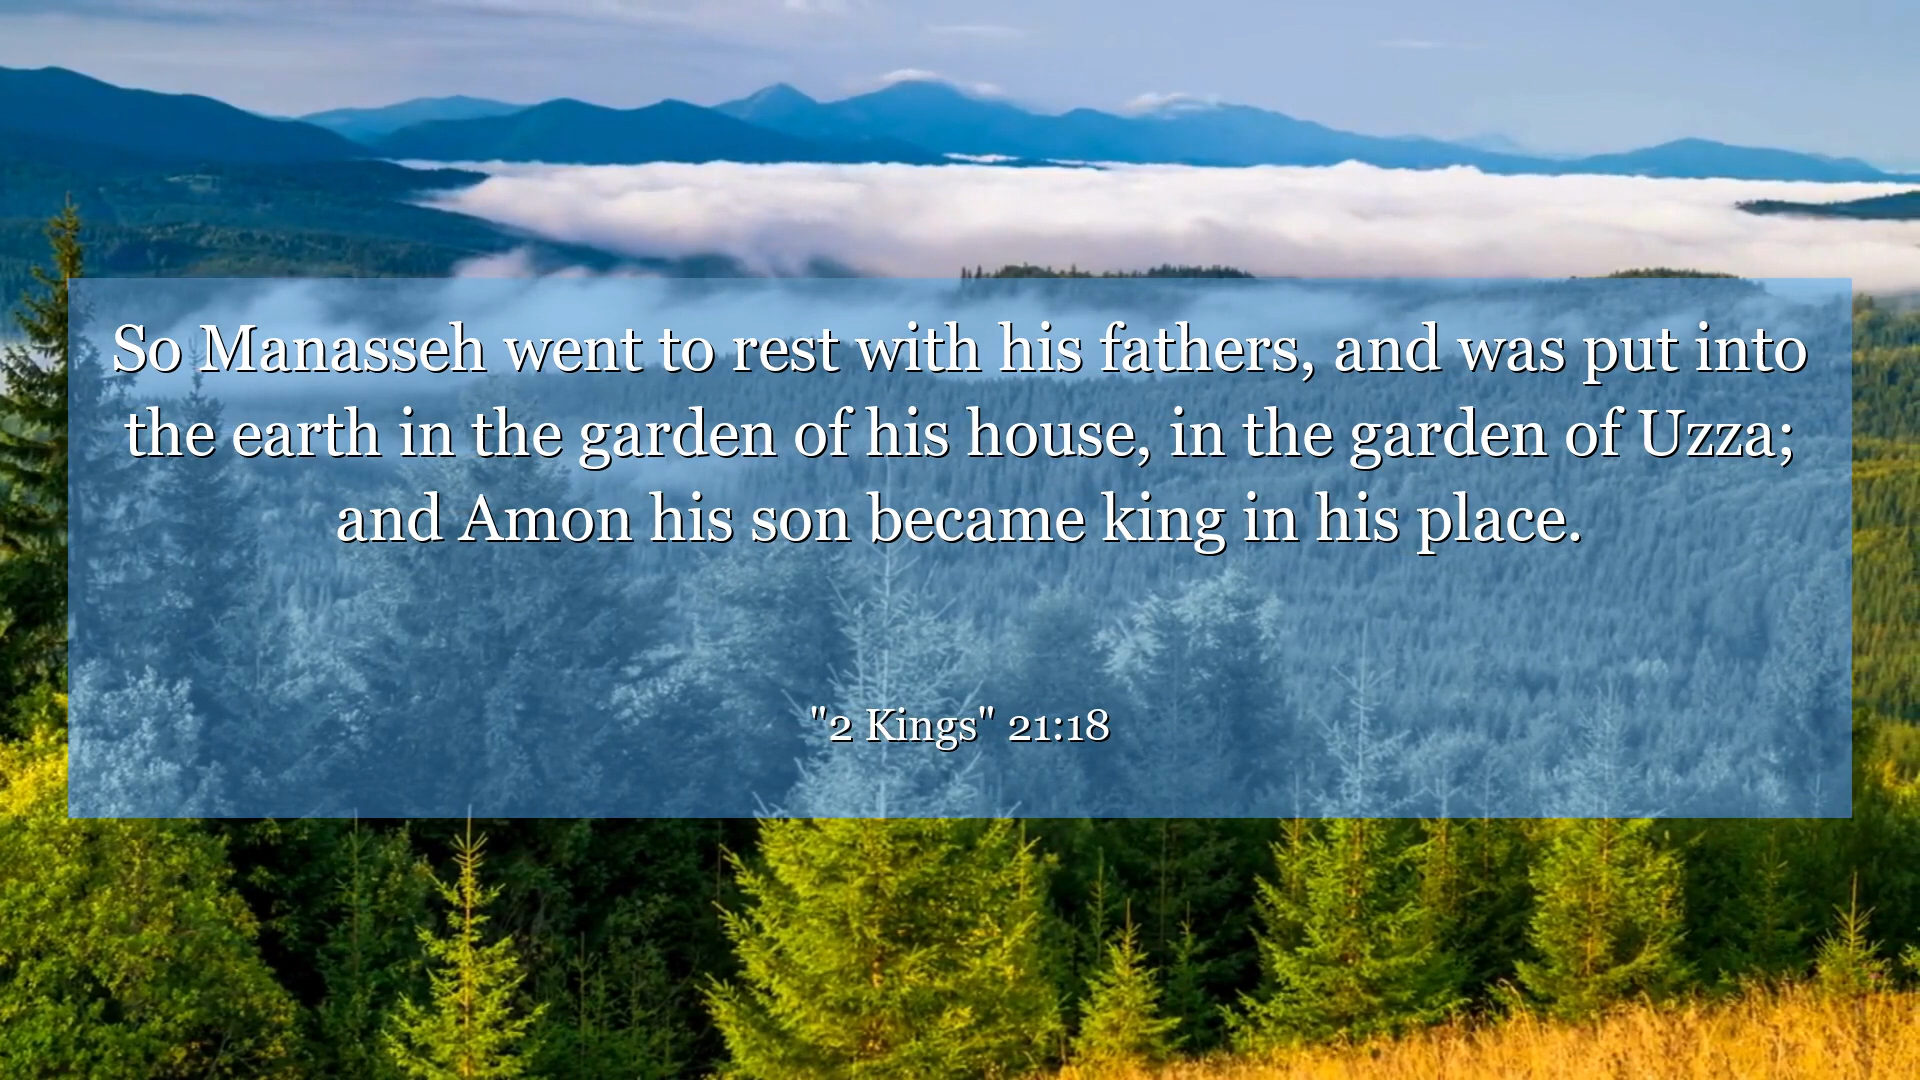 So Manasseh went to rest with his fathers, and was put into
the earth in the garden of his house, in the garden of Uzza;
and Amon his son became king in his place.
"2 Kings" 21:18